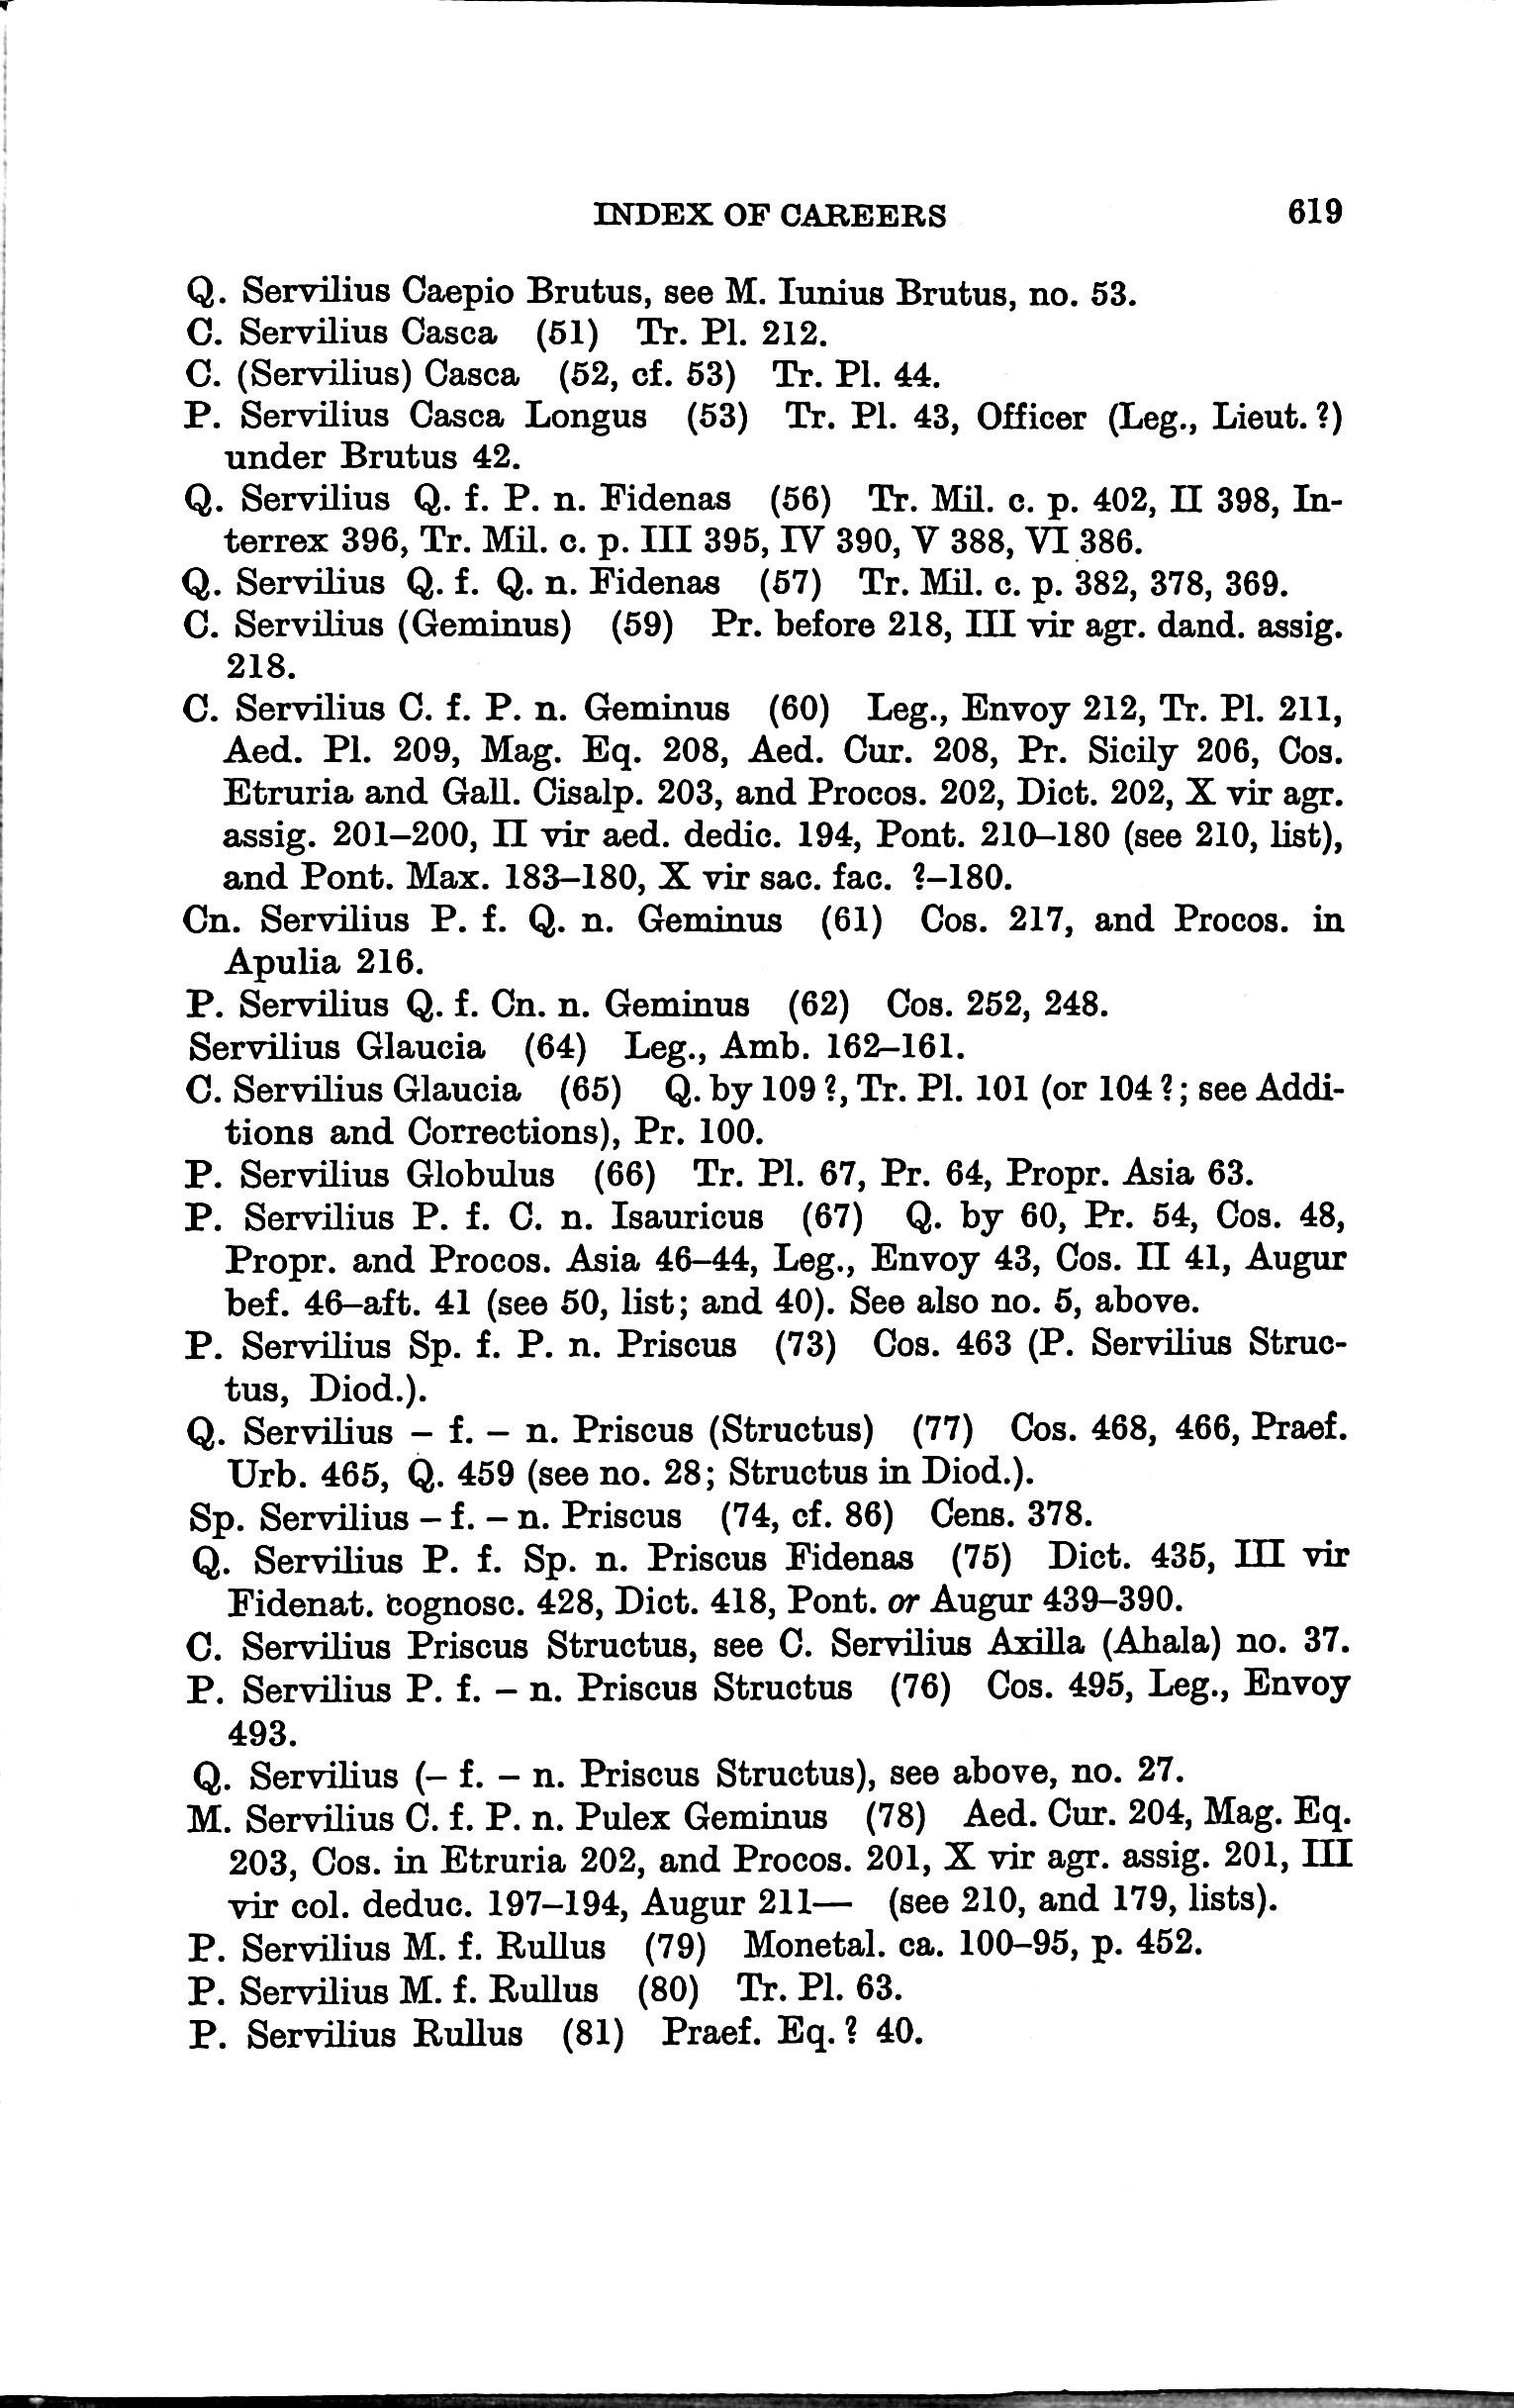 INDEX OF CAREERS 619
Q. Servilius Caepio Brutus, see M. Iunius Brutus, no. 53.
C. Servilius Casca (51) Tr. Pl. 212.
C. (Servilius) Casca (52, cf. 53) Tr. Pl. 44.
P. Servilius Casca Longus (53) Tr. Pl. 43, Officer (Leg., Lieut. ?)
under Brutus 42.
Q. Servilius Q. f. P. n. Fidenas (56) Tr. Mil. c. p. 402, II 398, In-
terrex 396, Tr. Mil. c. p. III 395, IV 390, V 388, VI 386.
Q. Servilius Q. f. Q. n. Fidenas (57) Tr. Mil. c. p. 382, 378, 369.
C. Servilius (Geminus) (59) Pr. before 218, III vir agr. dand. assig.
218.
C. Servilius C. f. P. n. Geminus (60) Leg., Envoy 212, Tr. Pl. 211,
Aed. Pl. 209, Mag. Eq. 208, Aed. Cur. 208, Pr. Sicily 206, Cos.
Etruria and Gall. Cisalp. 203, and Procos. 202, Dict. 202, X vir agr.
assig. 201–200, II vir aed. dedic. 194, Pont. 210–180 (see 210, list),
and Pont. Max. 183–180, X vir sac. fac. ?–180.
Cn. Servilius P. f. Q. n. Geminus (61) Cos. 217, and Procos. in
Apulia 216.
P. Servilius Q. f. Cn. n. Geminus (62) Cos. 252, 248.
Servilius Glaucia (64) Leg., Amb. 162–161.
C. Servilius Glaucia (65) Q. by 109 ?, Tr. Pl. 101 (or 104 ?; see Addi-
tions and Corrections), Pr. 100.
P. Servilius Globulus (66) Tr. Pl. 67, Pr. 64, Propr. Asia 63.
P. Servilius P. f. C. n. Isauricus (67) Q. by 60, Pr. 54, Cos. 48,
Propr. and Procos. Asia 46–44, Leg., Envoy 43, Cos. II 41, Augur
bef. 46–aft. 41 (see 50, list; and 40). See also no. 5, above.
P. Servilius Sp. f. P. n. Priscus (73) Cos. 463 (P. Servilius Struc-
tus, Diod.).
Q. Servilius – f. – n. Priscus (Structus) (77) Cos. 468, 466, Praef.
Urb. 465, Q. 459 (see no. 28; Structus in Diod.).
Sp. Servilius – f. – n. Priscus (74, cf. 86) Cens. 378.
Q. Servilius P. f. Sp. n. Priscus Fidenas (75) Dict. 435, III vir
Fidenat. cognosc. 428, Dict. 418, Pont. or Augur 439–390.
C. Servilius Priscus Structus, see C. Servilius Axilla (Ahala) no. 37.
P. Servilius P. f. – n. Priscus Structus (76) Cos. 495, Leg., Envoy
493.
Q. Servilius (– f. – n. Priscus Structus), see above, no. 27.
M. Servilius C. f. P. n. Pulex Geminus (78) Aed. Cur. 204, Mag. Eq.
203, Cos. in Etruria 202, and Procos. 201, X vir agr. assig. 201, III
vir col. deduc. 197–194, Augur 211— (see 210, and 179, lists).
P. Servilius M. f. Rullus (79) Monetal. ca. 100–95, p. 452.
P. Servilius M. f. Rullus (80) Tr. Pl. 63.
P. Servilius Rullus (81) Praef. Eq. ? 40.